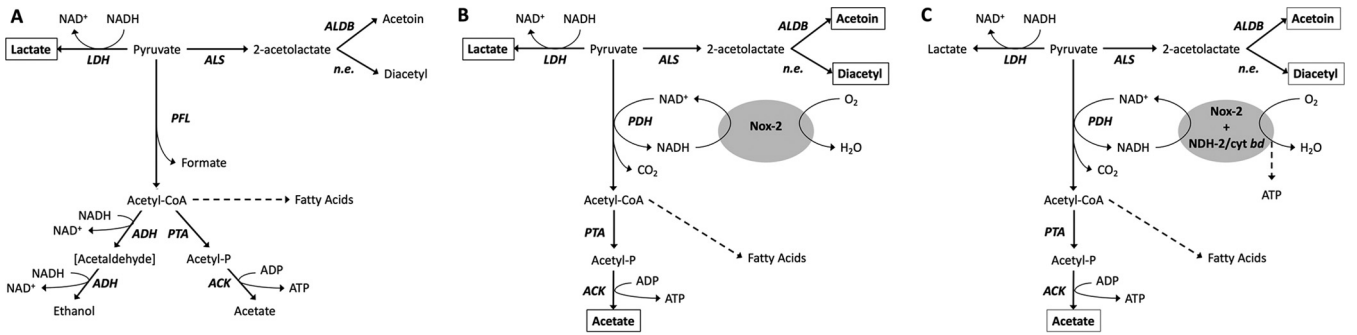 A
NAD⁺ NADH
Lactate
LDH
Pyruvate
ALS
2-acetolactate
ALDB
Acetoin
n.e.
Diacetyl
PFL
Formate
Acetyl-CoA
Fatty Acids
NADH
NAD⁺
ADH
PTA
[Acetaldehyde]
Acetyl-P
NADH
NAD⁺
ADH
ACK
ADP
ATP
Ethanol
Acetate
B
NAD⁺ NADH
Lactate
LDH
Pyruvate
ALS
2-acetolactate
ALDB
Acetoin
n.e.
Diacetyl
NAD⁺
PDH
NADH
Nox-2
O₂
H₂O
CO₂
Acetyl-CoA
PTA
Fatty Acids
Acetyl-P
ACK
ADP
ATP
Acetate
C
NAD⁺ NADH
Lactate
LDH
Pyruvate
ALS
2-acetolactate
ALDB
Acetoin
n.e.
Diacetyl
NAD⁺
PDH
NADH
Nox-2
+
NDH-2/cyt bd
O₂
H₂O
ATP
CO₂
Acetyl-CoA
PTA
Fatty Acids
Acetyl-P
ACK
ADP
ATP
Acetate